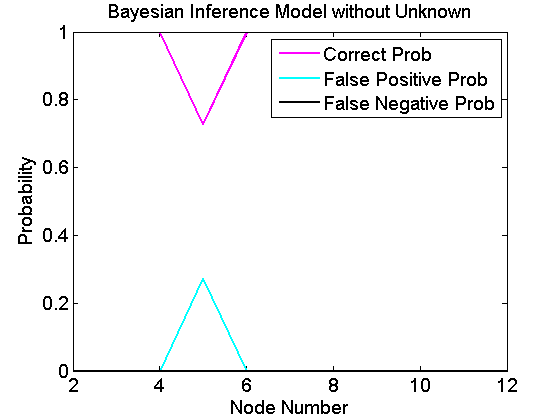 Bayesian Inference Model without Unknown
Correct Prob
False Positive Prob
False Negative Prob
Probability
1
0.8
0.6
0.4
0.2
0
2
4
6
8
10
12
Node Number